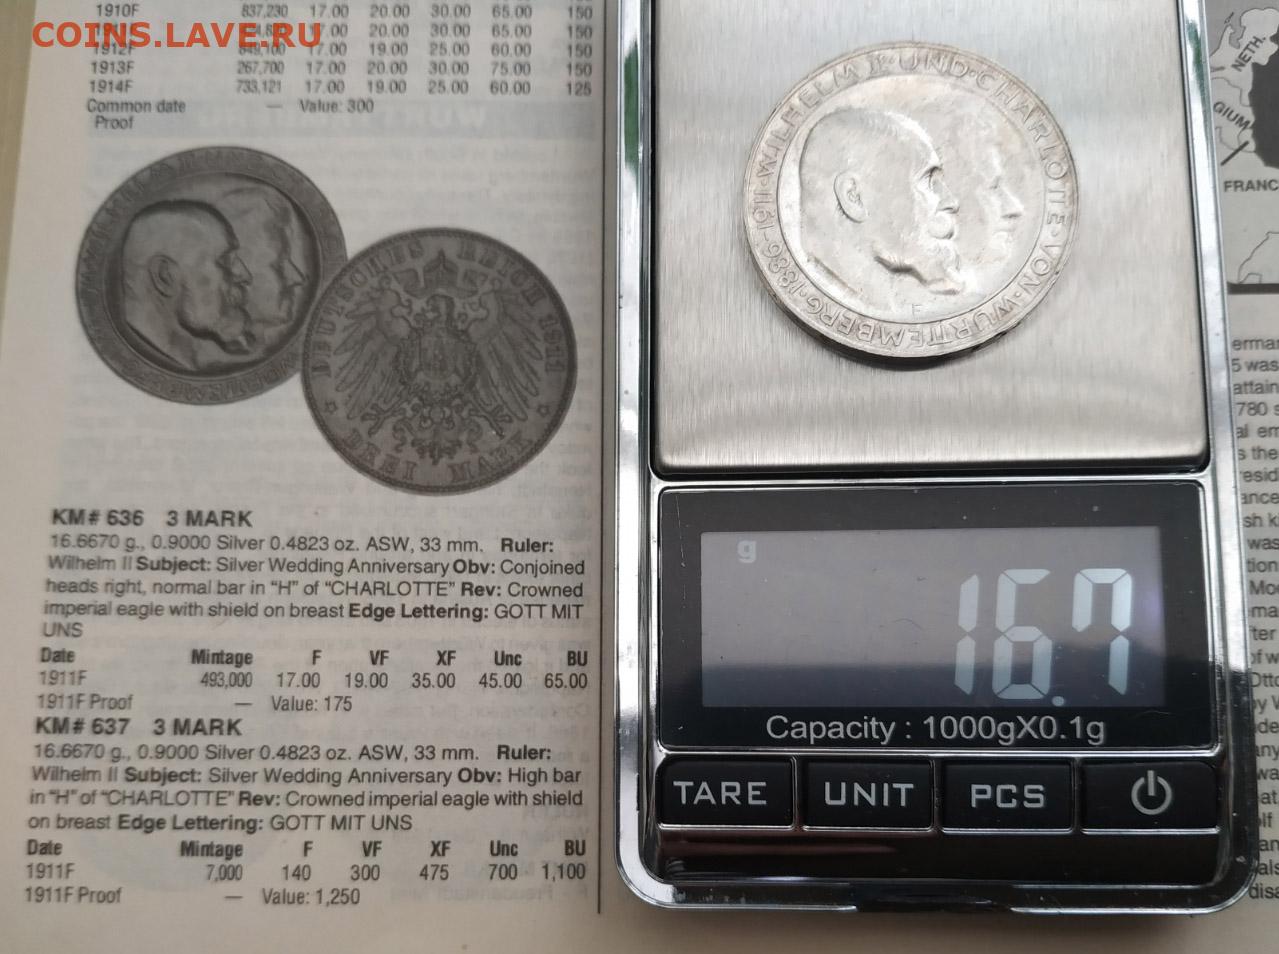 COINS.LAVE.RU
1910F 837,230 17.00 20.00 30.00 65.00 150
17.00 20.00 30.00 65.00 150
1912F 849,100 17.00 19.00 25.00 60.00 150
1913F 267,700 17.00 20.00 30.00 75.00 150
1914F 733,121 17.00 19.00 25.00 60.00 125
Common date — Value: 300
Proof
DEUTSCHES REICH 1911
DREI MARK
KM# 636 3 MARK
16.6670 g., 0.9000 Silver 0.4823 oz. ASW, 33 mm. Ruler:
Wilhelm II Subject: Silver Wedding Anniversary Obv: Conjoined
heads right, normal bar in "H" of "CHARLOTTE" Rev: Crowned
imperial eagle with shield on breast Edge Lettering: GOTT MIT
UNS
Date Mintage F VF XF Unc BU
1911F 493,000 17.00 19.00 35.00 45.00 65.00
1911F Proof — Value: 175
KM# 637 3 MARK
16.6670 g., 0.9000 Silver 0.4823 oz. ASW, 33 mm. Ruler:
Wilhelm II Subject: Silver Wedding Anniversary Obv: High bar
in "H" of "CHARLOTTE" Rev: Crowned imperial eagle with shield
on breast Edge Lettering: GOTT MIT UNS
Date Mintage F VF XF Unc BU
1911F 7,000 140 300 475 700 1,100
1911F Proof — Value: 1,250
WILHELM II·UND·CHARLOTTE·VON·WÜRTTEMBERG·1886-1911·
F
g
16.7
Capacity : 1000gX0.1g
TARE UNIT PCS
NETH.
GIUM
FRANC